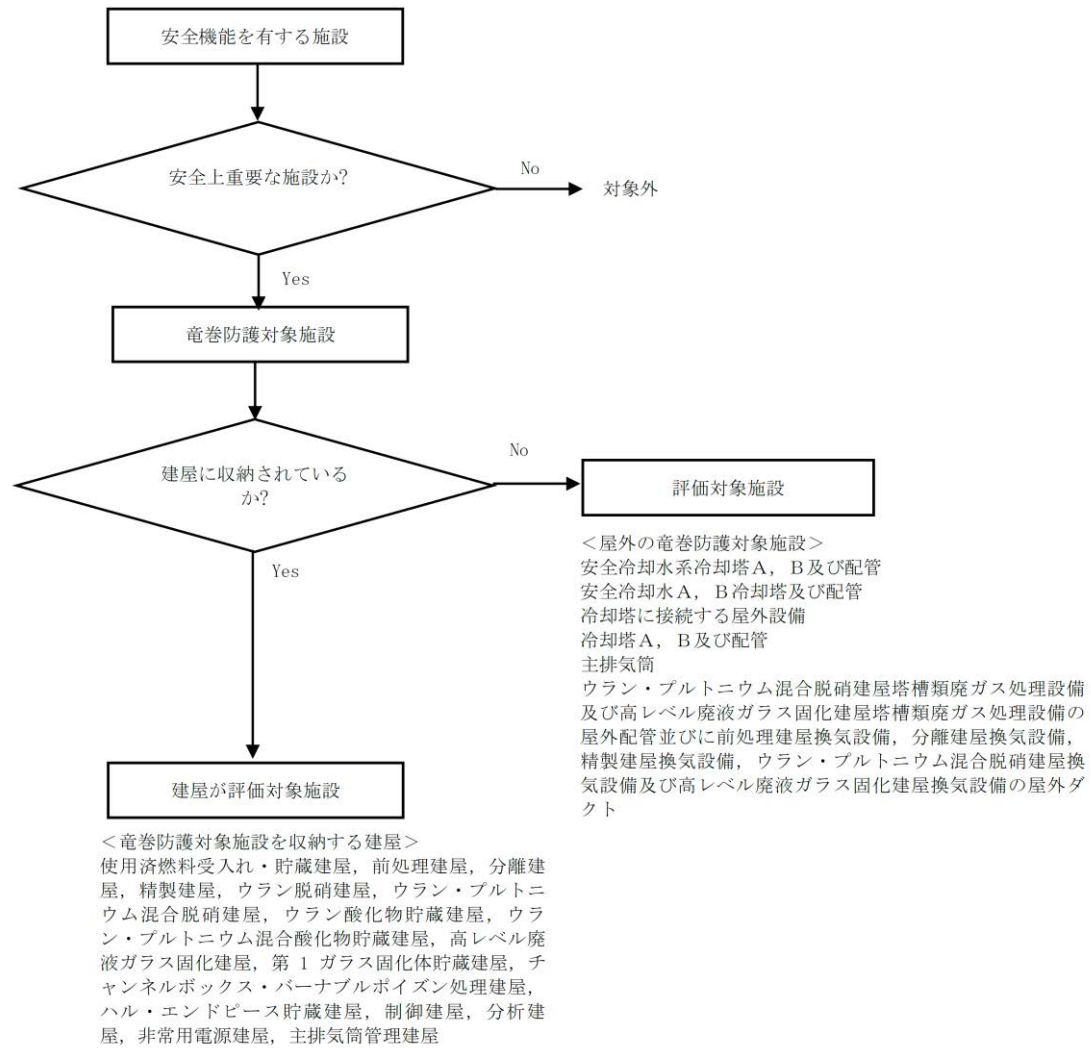 安全機能を有する施設
安全上重要な施設か?
No
対象外
Yes
竜巻防護対象施設
建屋に収納されている
か?
No
評価対象施設
＜屋外の竜巻防護対象施設＞
安全冷却水系冷却塔Ａ，Ｂ及び配管
安全冷却水Ａ，Ｂ冷却塔及び配管
冷却塔に接続する屋外設備
冷却塔Ａ，Ｂ及び配管
主排気筒
ウラン・プルトニウム混合脱硝建屋塔槽類廃ガス処理設備
及び高レベル廃液ガラス固化建屋塔槽類廃ガス処理設備の
屋外配管並びに前処理建屋換気設備，分離建屋換気設備，
精製建屋換気設備，ウラン・プルトニウム混合脱硝建屋換
気設備及び高レベル廃液ガラス固化建屋換気設備の屋外ダ
クト
Yes
建屋が評価対象施設
＜竜巻防護対象施設を収納する建屋＞
使用済燃料受入れ・貯蔵建屋，前処理建屋，分離建
屋，精製建屋，ウラン脱硝建屋，ウラン・プルトニ
ウム混合脱硝建屋，ウラン酸化物貯蔵建屋，ウラ
ン・プルトニウム混合酸化物貯蔵建屋，高レベル廃
液ガラス固化建屋，第 1 ガラス固化体貯蔵建屋，チ
ャンネルボックス・バーナブルポイズン処理建屋，
ハル・エンドピース貯蔵建屋，制御建屋，分析建
屋，非常用電源建屋，主排気筒管理建屋